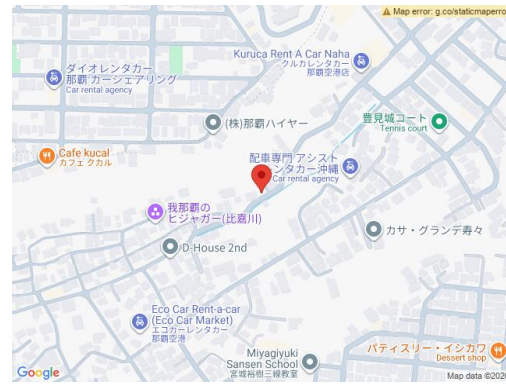 Map error: g.co/staticmaperro
Kuruca Rent A Car Naha
クルカレンタカー
那覇空港店
ダイオレンタカー
那覇 カーシェアリング
Car rental agency
(株)那覇ハイヤー
豊見城コート
Tennis court
Cafe kucal
カフェ クカル
配車専門 アシスト
ンタカー沖縄
Car rental agency
我那覇の
ヒジャガー(比嘉川)
カサ・グランデ寿々
D-House 2nd
Eco Car Rent-a-car
(Eco Car Market)
エコカーレンタカー
那覇空港
Miyagiyuki
Sansen School
宮城裕樹三線教室
パティスリー・イシカワ
Dessert shop
Google
Map data ©2026